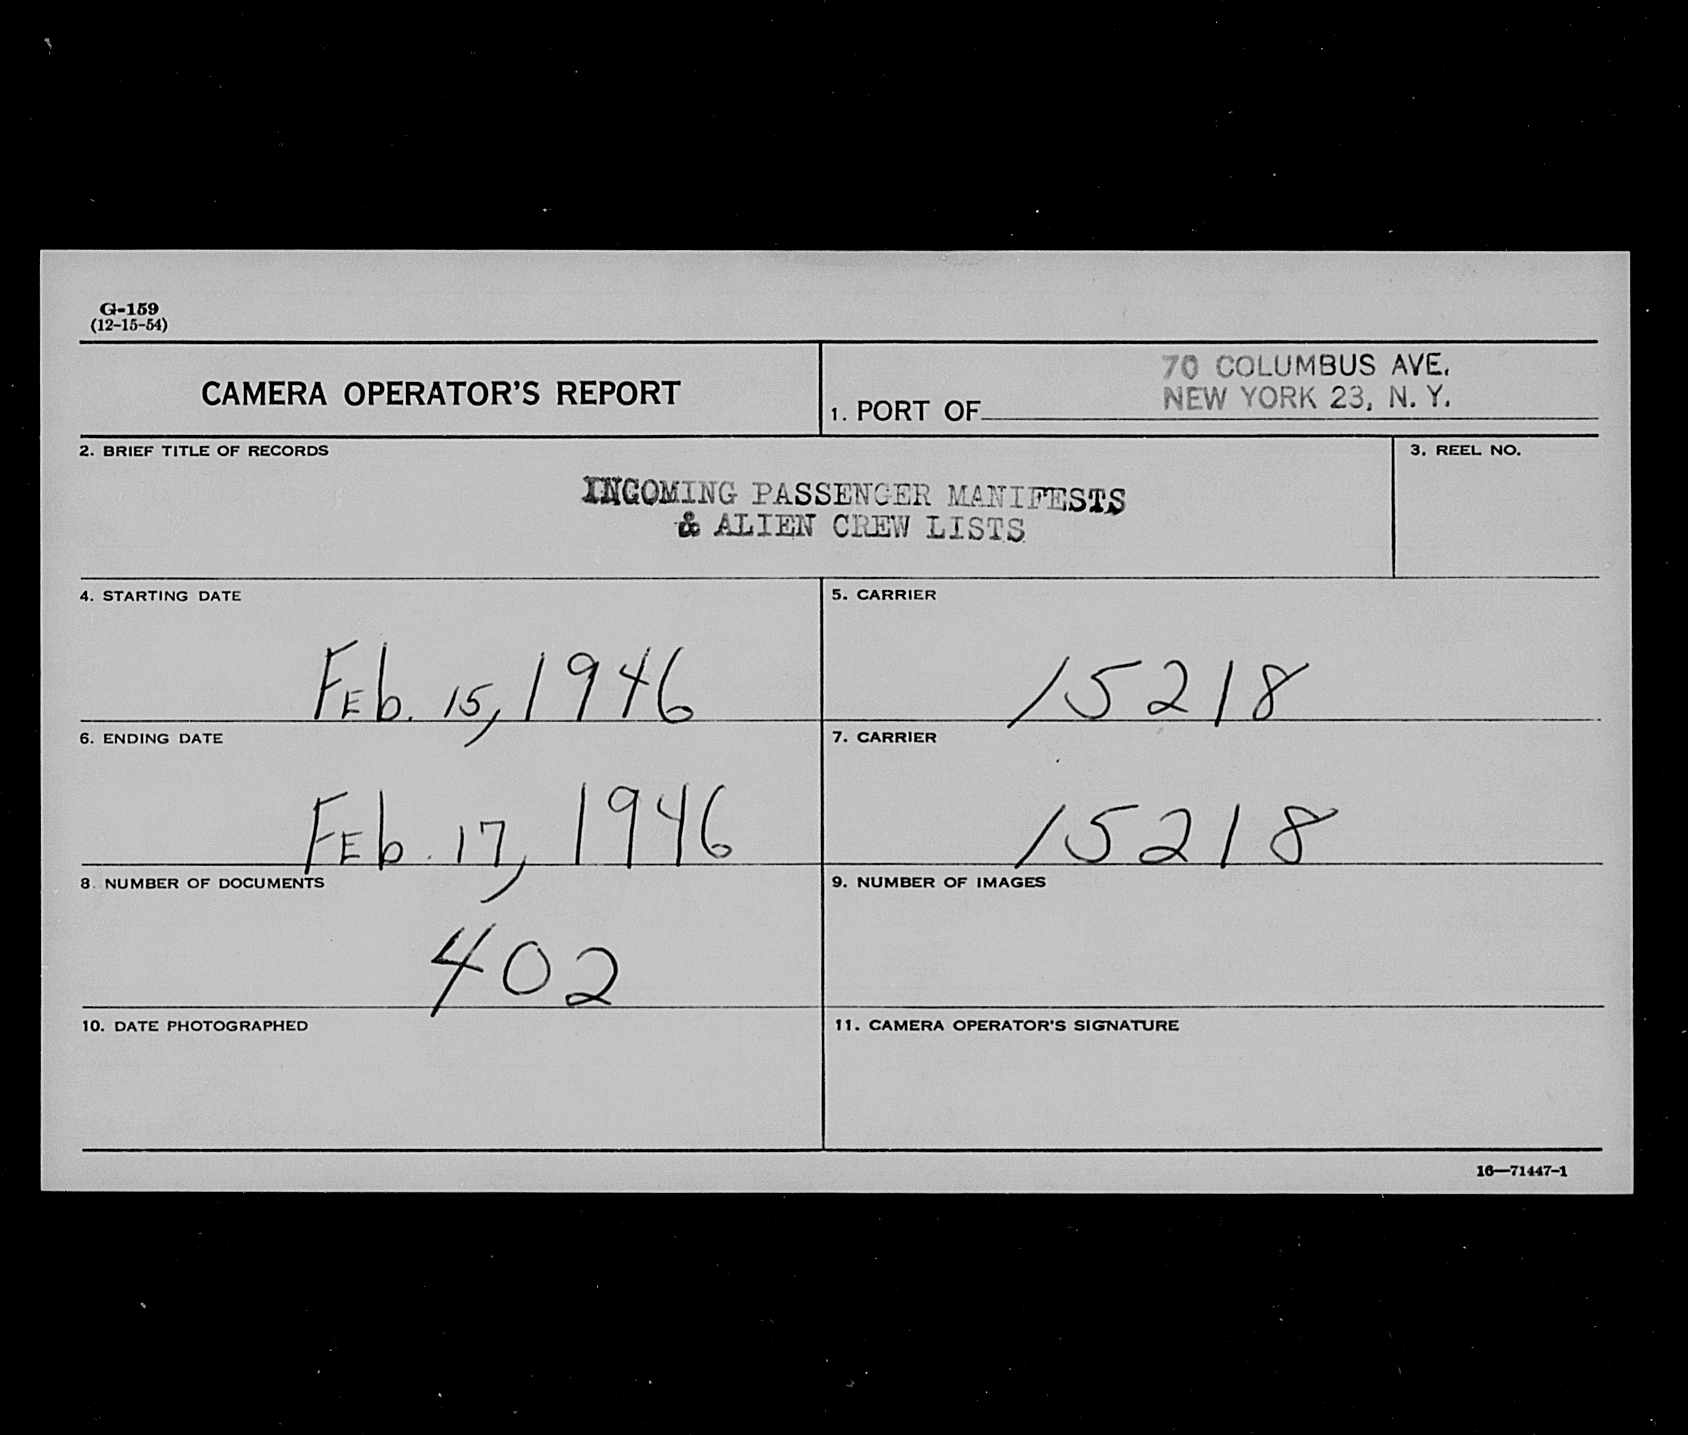 G-159
(12-15-54)
CAMERA OPERATOR'S REPORT
1. PORT OF
70 COLUMBUS AVE.
NEW YORK 23, N. Y.
2. BRIEF TITLE OF RECORDS
INCOMING PASSENGER MANIFESTS
& ALIEN CREW LISTS
3. REEL NO.
4. STARTING DATE
Feb. 15, 1946
5. CARRIER
15218
6. ENDING DATE
Feb. 17, 1946
7. CARRIER
15218
8. NUMBER OF DOCUMENTS
402
9. NUMBER OF IMAGES
10. DATE PHOTOGRAPHED
11. CAMERA OPERATOR'S SIGNATURE
16—71447-1